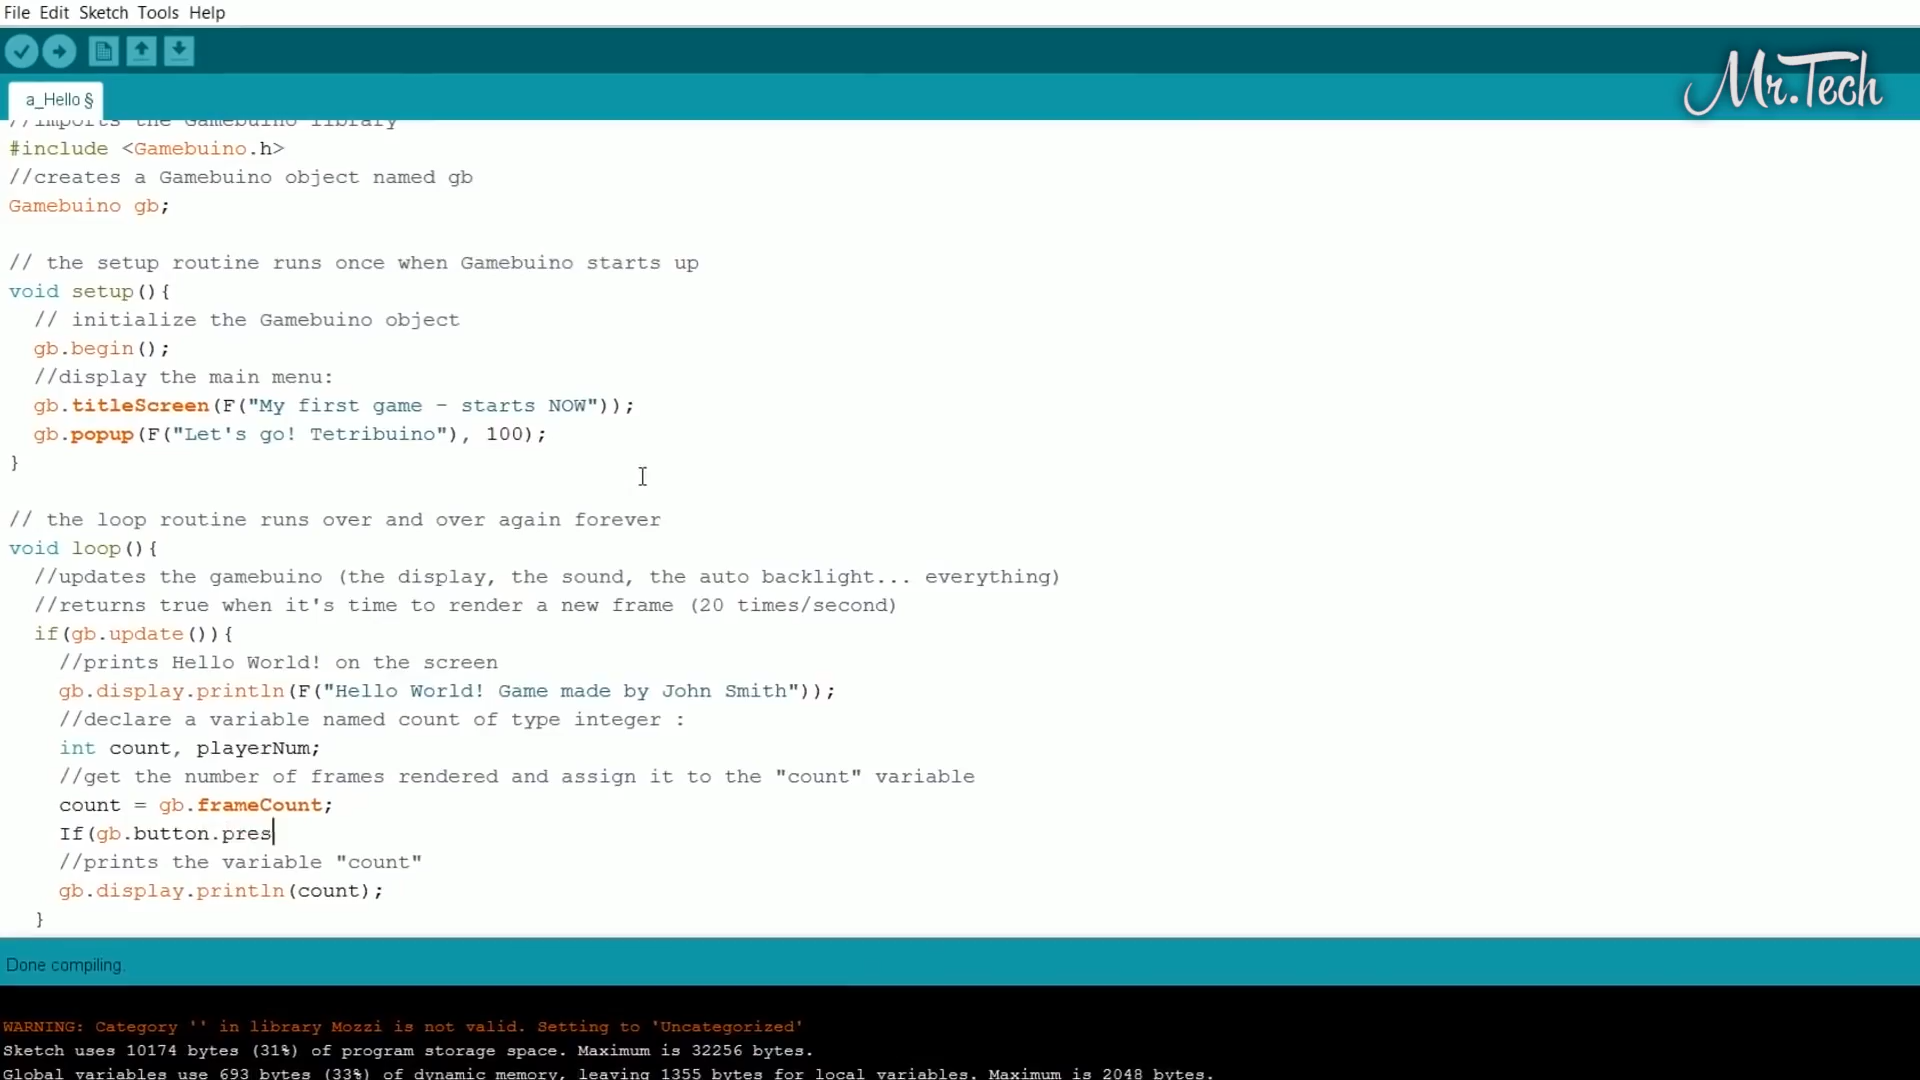 File Edit Sketch Tools Help
a_Hello §
Mr.Tech
//imports the Gamebuino library
#include <Gamebuino.h>
//creates a Gamebuino object named gb
Gamebuino gb;
// the setup routine runs once when Gamebuino starts up
void setup(){
// initialize the Gamebuino object
gb.begin();
//display the main menu:
gb.titleScreen(F("My first game - starts NOW"));
gb.popup(F("Let's go! Tetribuino"), 100);
}
// the loop routine runs over and over again forever
void loop(){
//updates the gamebuino (the display, the sound, the auto backlight... everything)
//returns true when it's time to render a new frame (20 times/second)
if(gb.update()){
//prints Hello World! on the screen
gb.display.println(F("Hello World! Game made by John Smith"));
//declare a variable named count of type integer :
int count, playerNum;
//get the number of frames rendered and assign it to the "count" variable
count = gb.frameCount;
If(gb.button.pres
//prints the variable "count"
gb.display.println(count);
}
Done compiling.
WARNING: Category '' in library Mozzi is not valid. Setting to 'Uncategorized'
Sketch uses 10174 bytes (31%) of program storage space. Maximum is 32256 bytes.
Global variables use 693 bytes (33%) of dynamic memory, leaving 1355 bytes for local variables. Maximum is 2048 bytes.